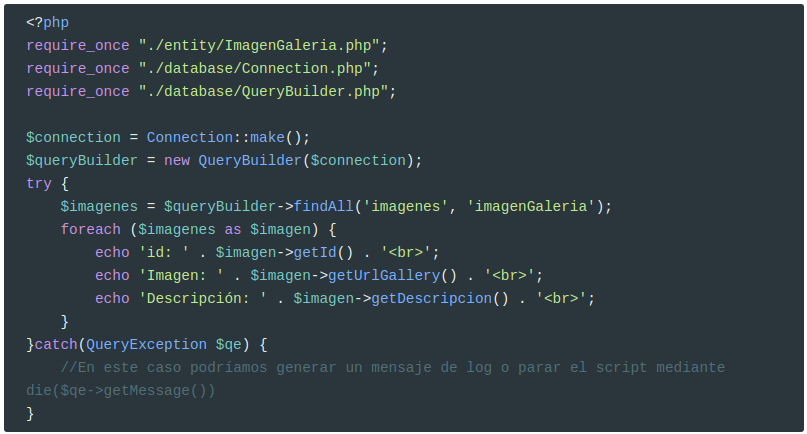 <?php
require_once "./entity/ImagenGaleria.php";
require_once "./database/Connection.php";
require_once "./database/QueryBuilder.php";

$connection = Connection::make();
$queryBuilder = new QueryBuilder($connection);
try {
    $imagenes = $queryBuilder->findAll('imagenes', 'imagenGaleria');
    foreach ($imagenes as $imagen) {
        echo 'id: ' . $imagen->getId() . '<br>';
        echo 'Imagen: ' . $imagen->getUrlGallery() . '<br>';
        echo 'Descripción: ' . $imagen->getDescripcion() . '<br>';
    }
}catch(QueryException $qe) {
    //En este caso podríamos generar un mensaje de log o parar el script mediante
die($qe->getMessage())
}